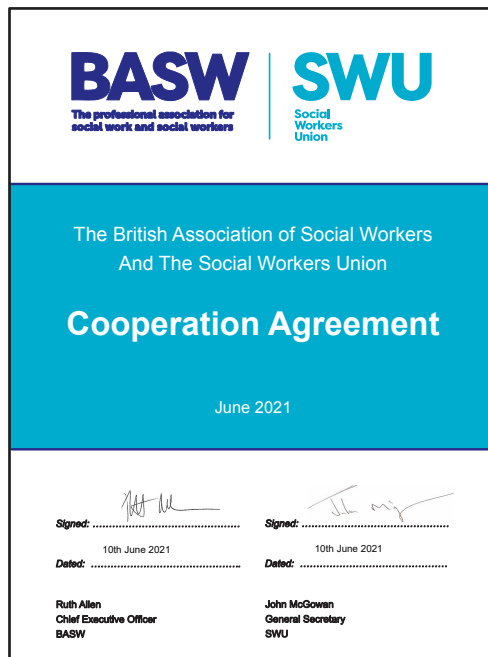 BASW
The professional association for
social work and social workers
SWU
Social
Workers
Union
The British Association of Social Workers
And The Social Workers Union
Cooperation Agreement
June 2021
Signed: ........................................................
10th June 2021
Dated: ........................................................
Ruth Allen
Chief Executive Officer
BASW
Signed: ........................................................
10th June 2021
Dated: ........................................................
John McGowan
General Secretary
SWU